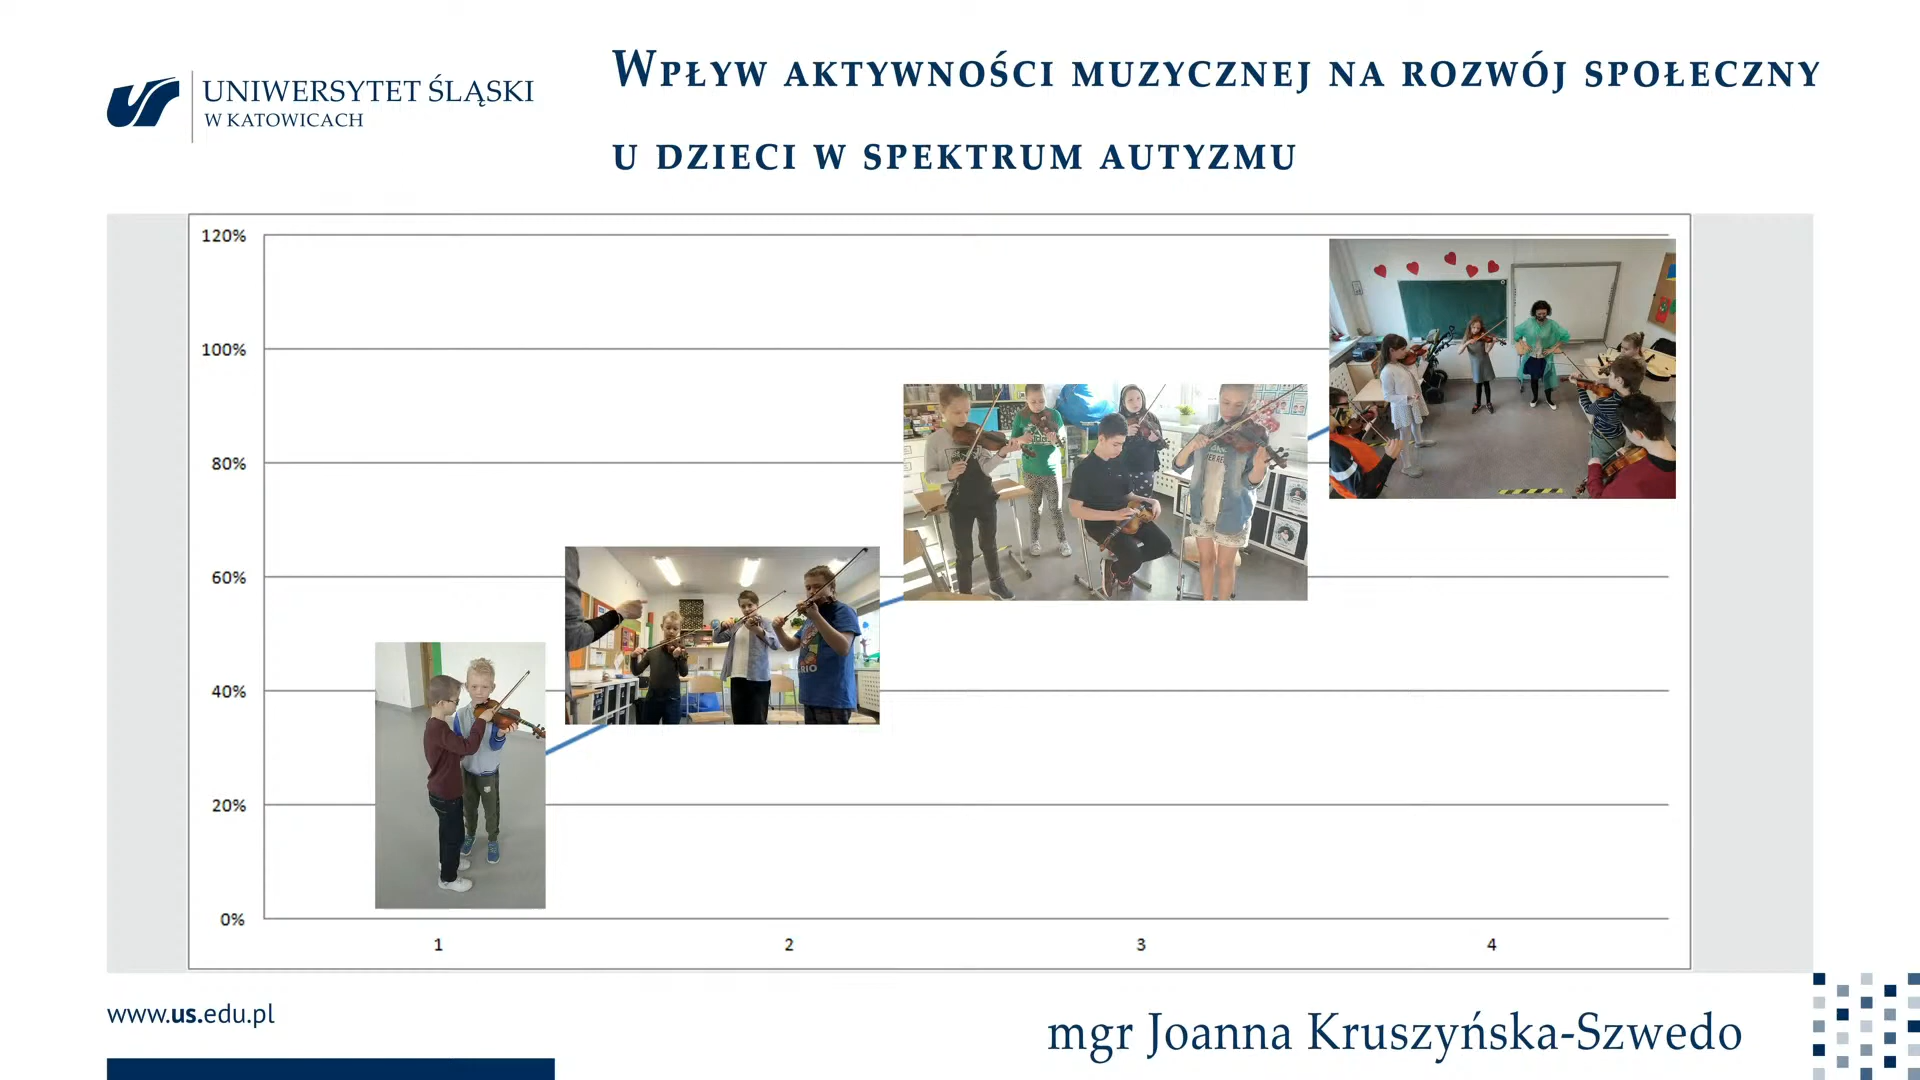 UNIWERSYTET ŚLĄSKI
W KATOWICACH
WPŁYW AKTYWNOŚCI MUZYCZNEJ NA ROZWÓJ SPOŁECZNY
U DZIECI W SPEKTRUM AUTYZMU
120%
100%
80%
60%
40%
20%
0%
1 2 3 4
www.us.edu.pl
mgr Joanna Kruszyńska-Szwedo